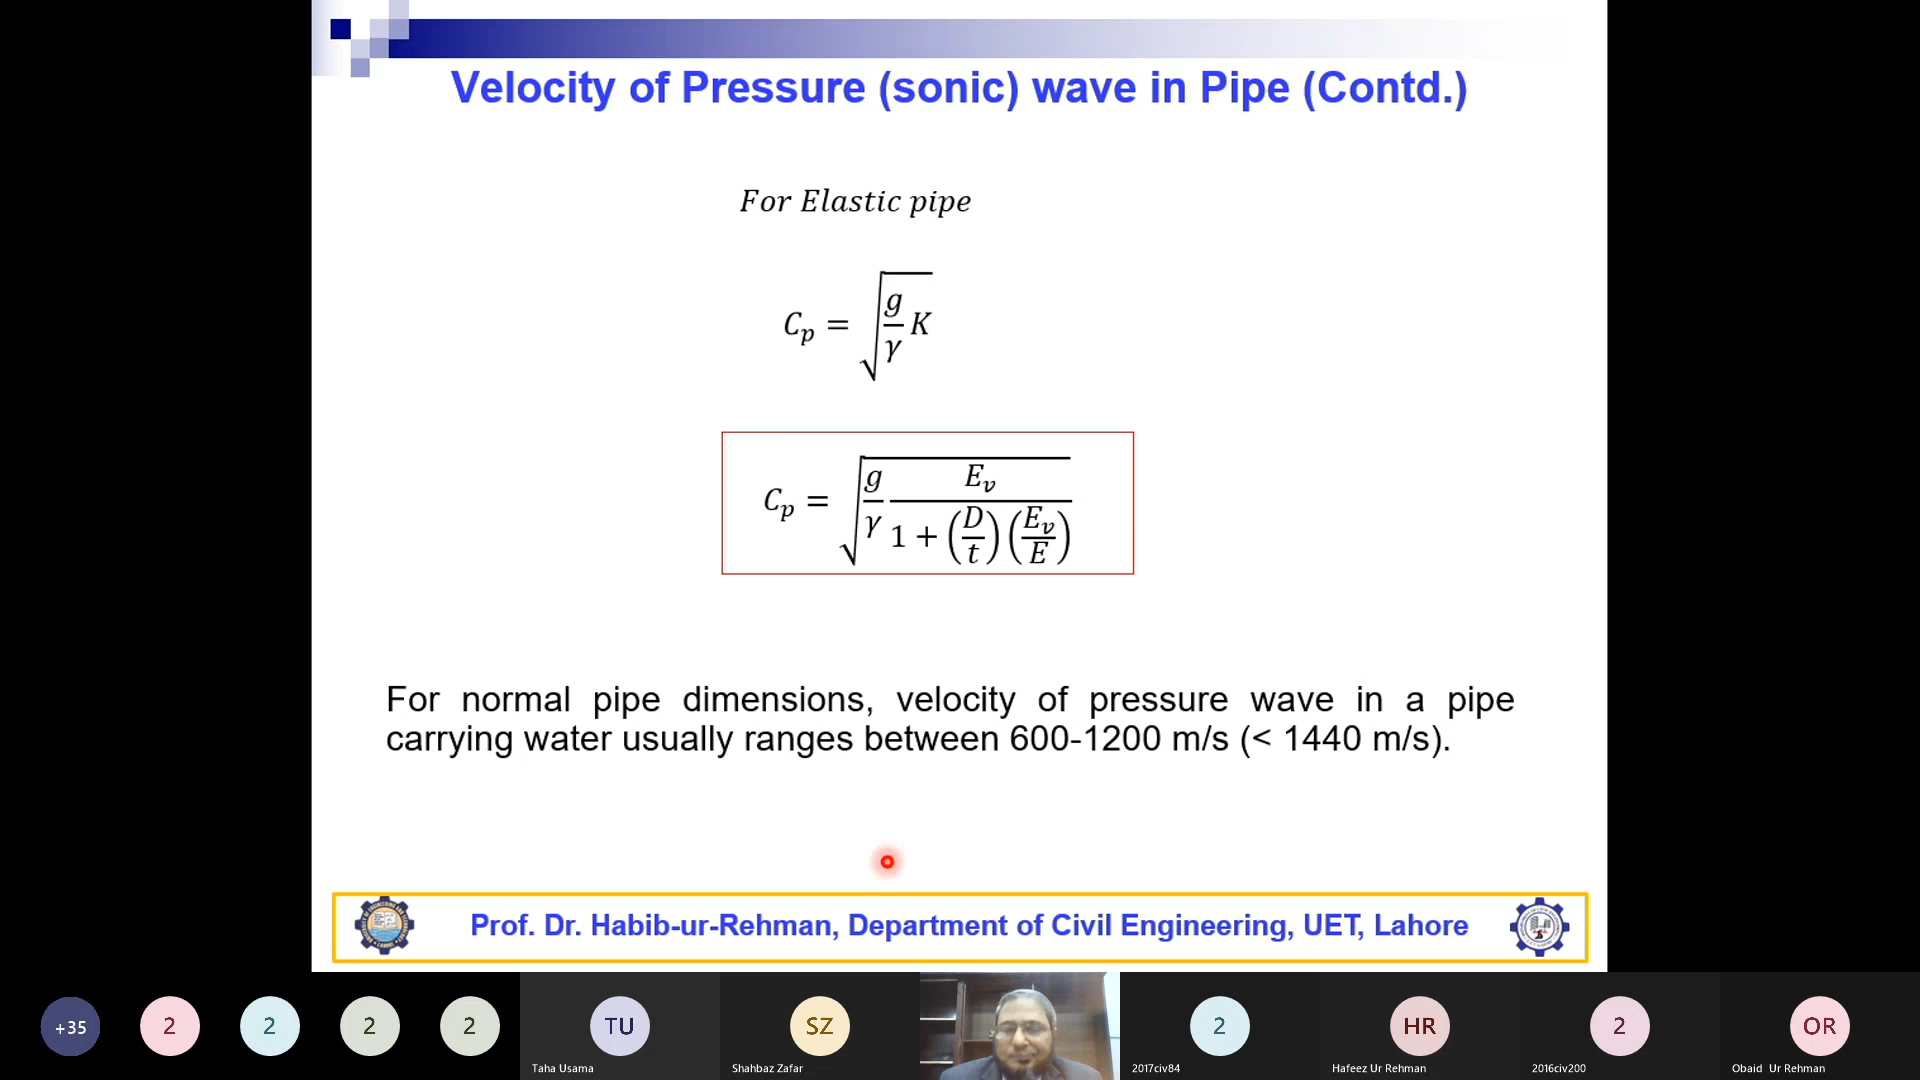 Velocity of Pressure (sonic) wave in Pipe (Contd.)
For Elastic pipe
C_p = √(g/γ K)
C_p = √(g/γ E_v/(1 + (D/t)(E_v/E)))
For normal pipe dimensions, velocity of pressure wave in a pipe
carrying water usually ranges between 600-1200 m/s (< 1440 m/s).
Prof. Dr. Habib-ur-Rehman, Department of Civil Engineering, UET, Lahore
+35 2 2 2 2 TU SZ 2 HR 2 OR
Taha Usama Shahbaz Zafar 2017civ84 Hafeez Ur Rehman 2016civ200 Obaid Ur Rehman